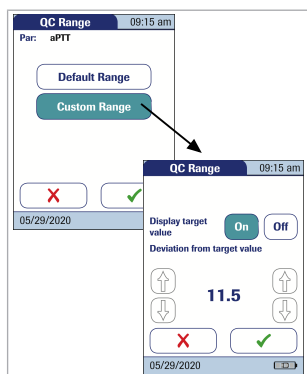 QC Range 09:15 am
Par: aPTT
Default Range
Custom Range
05/29/2020
QC Range 09:15 am
Display target
value
On Off
Deviation from target value
11.5
05/29/2020